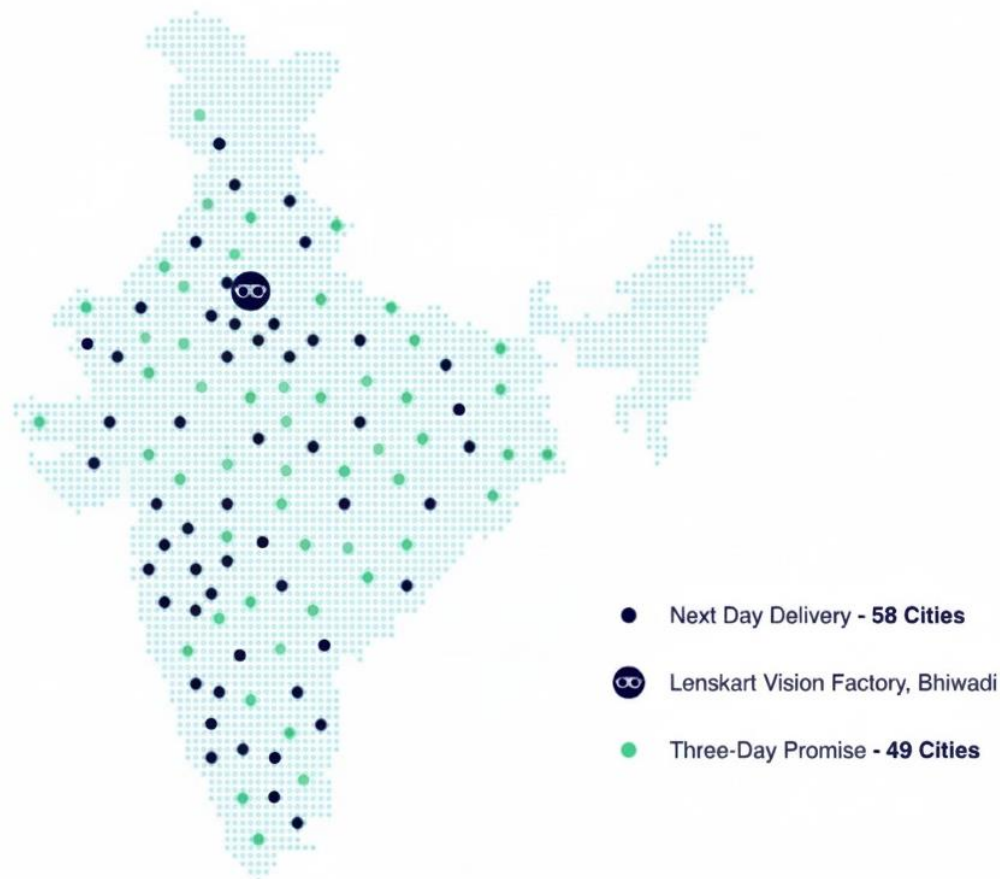 Next Day Delivery - 58 Cities
Lenskart Vision Factory, Bhiwadi
Three-Day Promise - 49 Cities